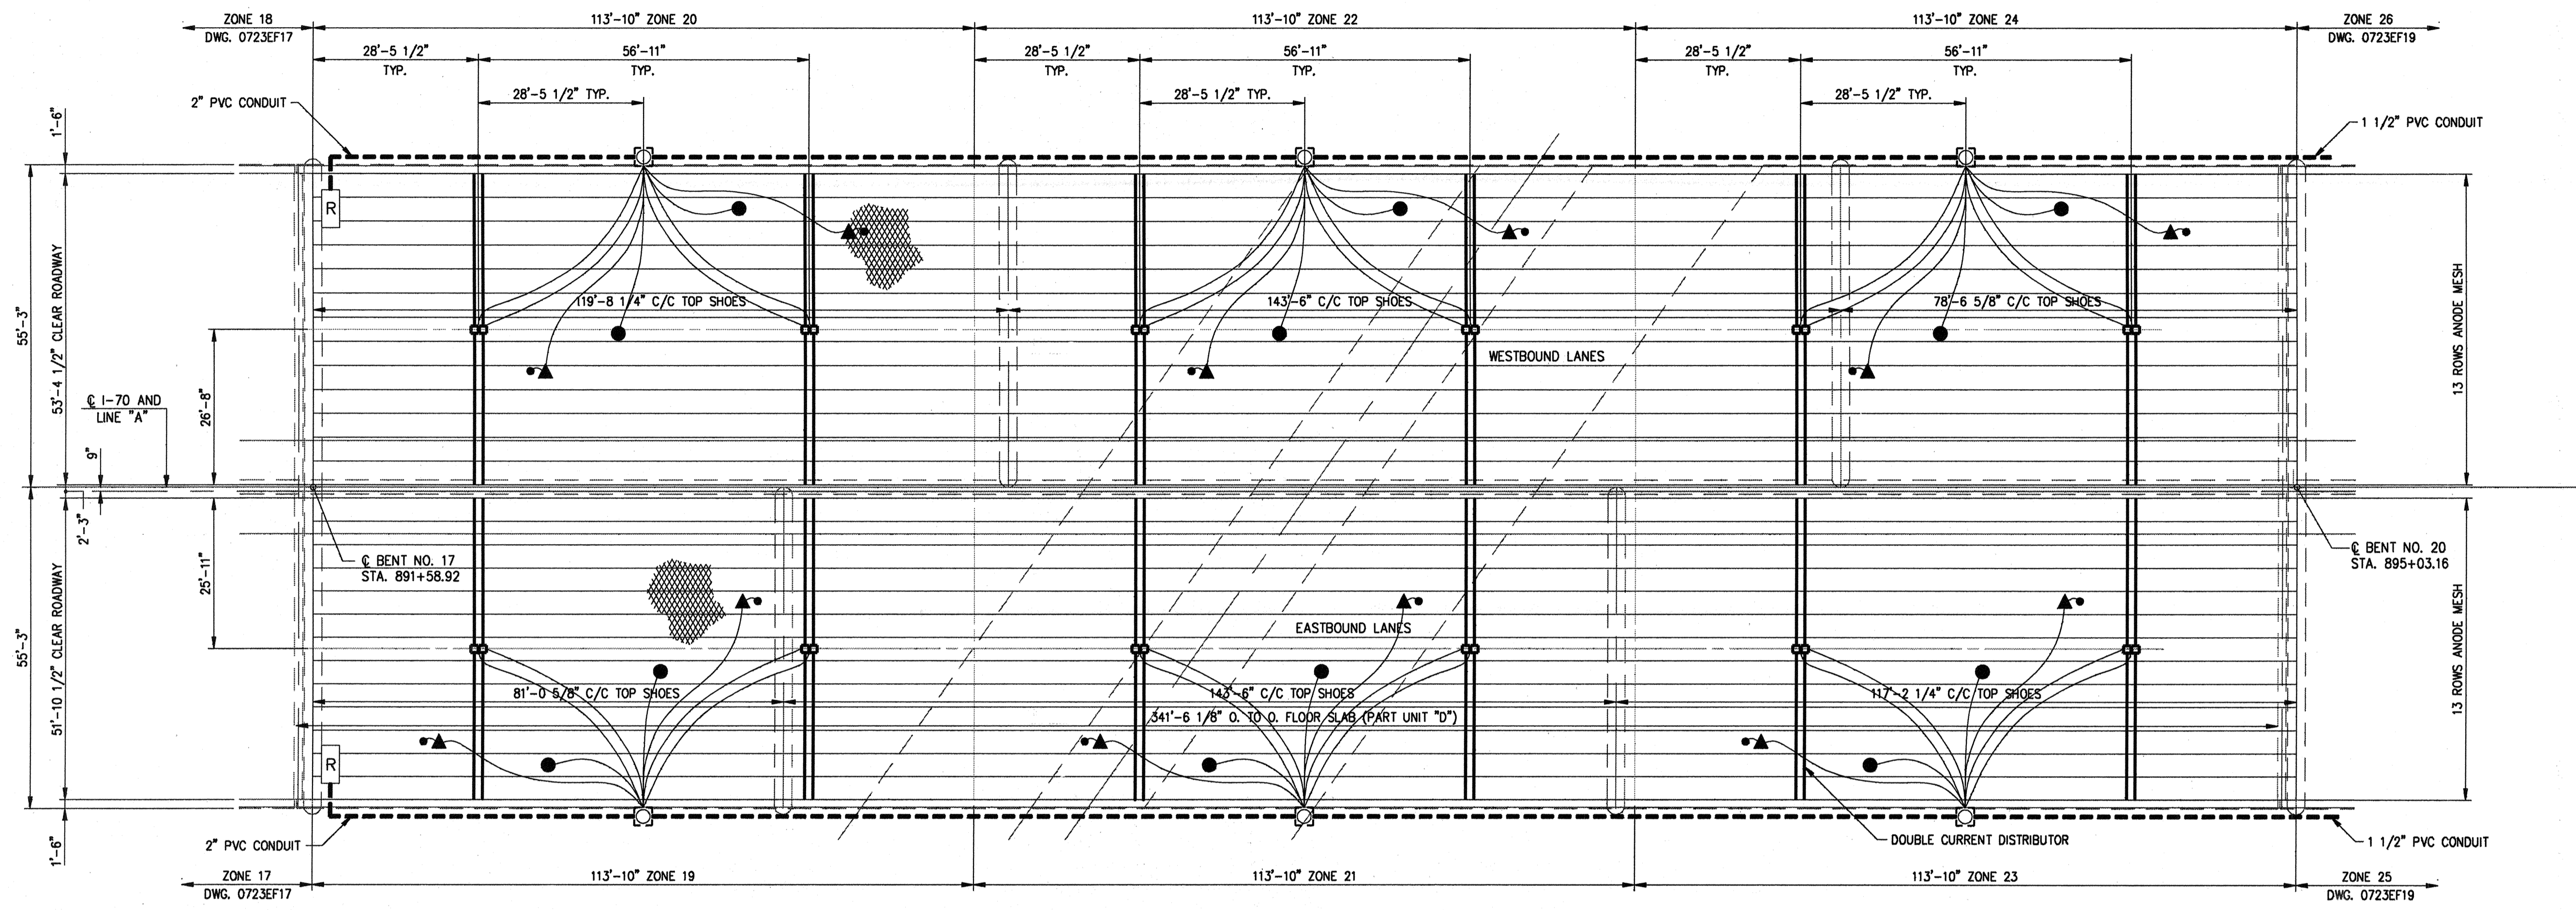 ZONE 18
113'-10" ZONE 20
113'-10" ZONE 22
113'-10" ZONE 24
ZONE 26
DWG. 0723EF17
DWG. 0723EF19
28'-5 1/2"
TYP.
56'-11"
TYP.
28'-5 1/2"
TYP.
56'-11"
TYP.
28'-5 1/2"
TYP.
56'-11"
TYP.
28'-5 1/2" TYP.
28'-5 1/2" TYP.
28'-5 1/2" TYP.
2" PVC CONDUIT
1 1/2" PVC CONDUIT
1'-6"
R
55'-3"
53'-4 1/2" CLEAR ROADWAY
119'-8 1/4" C/C TOP SHOES
143'-6" C/C TOP SHOES
78'-6 5/8" C/C TOP SHOES
13 ROWS ANODE MESH
WESTBOUND LANES
26'-8"
℄ I-70 AND
LINE "A"
9"
2'-3"
℄ BENT NO. 17
STA. 891+58.92
℄ BENT NO. 20
STA. 895+03.16
25'-11"
55'-3"
51'-10 1/2" CLEAR ROADWAY
EASTBOUND LANES
13 ROWS ANODE MESH
81'-0 5/8" C/C TOP SHOES
143'-6" C/C TOP SHOES
117'-2 1/4" C/C TOP SHOES
341'-6 1/8" O. TO O. FLOOR SLAB (PART UNIT "D")
R
1'-6"
2" PVC CONDUIT
DOUBLE CURRENT DISTRIBUTOR
1 1/2" PVC CONDUIT
ZONE 17
113'-10" ZONE 19
113'-10" ZONE 21
113'-10" ZONE 23
ZONE 25
DWG. 0723EF17
DWG. 0723EF19